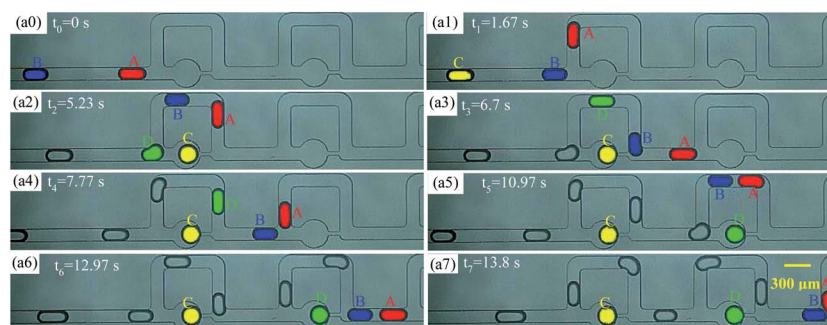 (a0) t0=0 s
B A
(a1) t1=1.67 s
A
C B
(a2) t2=5.23 s
B A
D C
(a3) t3=6.7 s
D
C B A
(a4) t4=7.77 s
D A
C B
(a5) t5=10.97 s
B A
C D
(a6) t6=12.97 s
C D B A
(a7) t7=13.8 s
300 μm
C D B